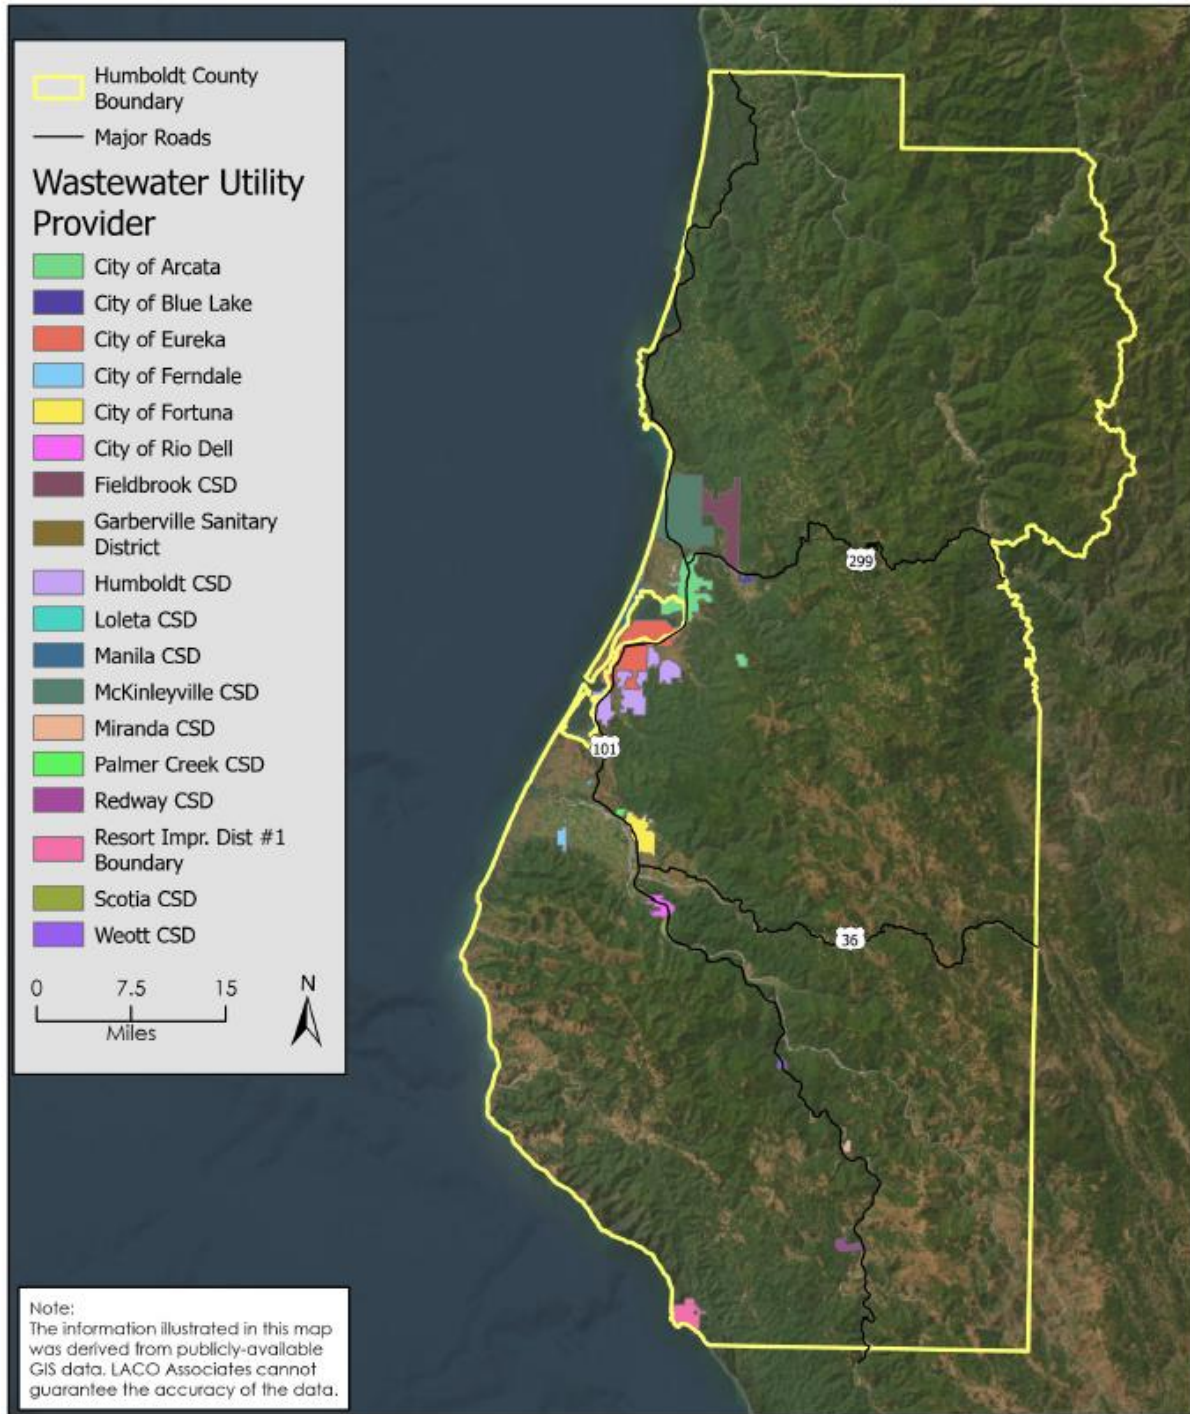 Humboldt County
Boundary
Major Roads
Wastewater Utility
Provider
City of Arcata
City of Blue Lake
City of Eureka
City of Ferndale
City of Fortuna
City of Rio Dell
Fieldbrook CSD
Garberville Sanitary
District
Humboldt CSD
Loleta CSD
Manila CSD
McKinleyville CSD
Miranda CSD
Palmer Creek CSD
Redway CSD
Resort Impr. Dist #1
Boundary
Scotia CSD
Weott CSD
0 7.5 15
Miles
N
299
101
36
Note:
The information illustrated in this map
was derived from publicly-available
GIS data. LACO Associates cannot
guarantee the accuracy of the data.